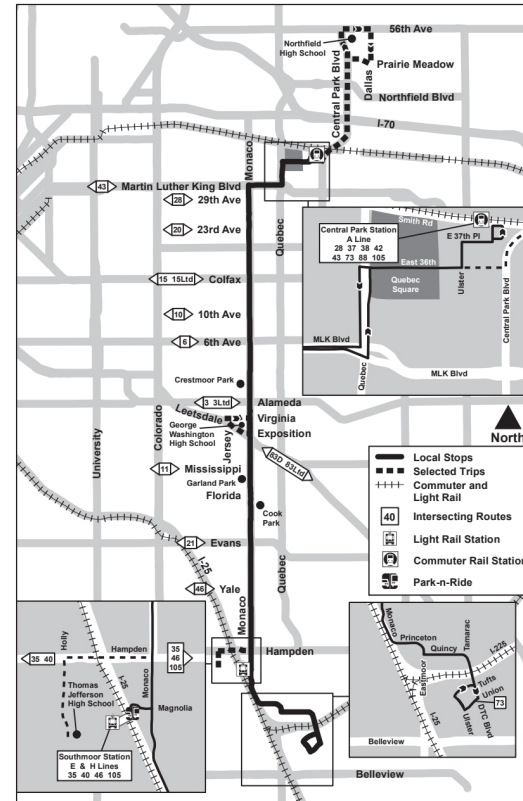 56th Ave
Northfield
High School
Central Park Blvd
Dallas
Prairie Meadow
Northfield Blvd
I-70
Monaco
43
Martin Luther King Blvd
28
29th Ave
20
23rd Ave
Quebec
15 15Ltd
Colfax
10
10th Ave
6
6th Ave
Central Park Station
A Line
28 37 38 42
43 73 88 105
Smith Rd
E 37th Pl
East 36th
Quebec
Square
Ulster
Central Park Blvd
MLK Blvd
MLK Blvd
Quebec
Crestmoor Park
3 3Ltd
Alameda
Leetsdale
Virginia
George
Washington
High School
Jersey
Exposition
83D 83Ltd
University
Colorado
11
Mississippi
Garland Park
Florida
Cook
Park
21
Evans
I-25
Quebec
46
Yale
Monaco
Hampden
35
46
105
Belleview
North
Local Stops
Selected Trips
Commuter and
Light Rail
40
Intersecting Routes
Light Rail Station
Commuter Rail Station
Park-n-Ride
35 40
Holly
Hampden
I-25
Monaco
Thomas
Jefferson
High School
Magnolia
Southmoor Station
E & H Lines
35 40 46 105
Monaco
Princeton
Quincy
Tamarac
Eastmoor
I-225
I-25
Tufts
Union
73
DTC Blvd
Ulster
Belleview